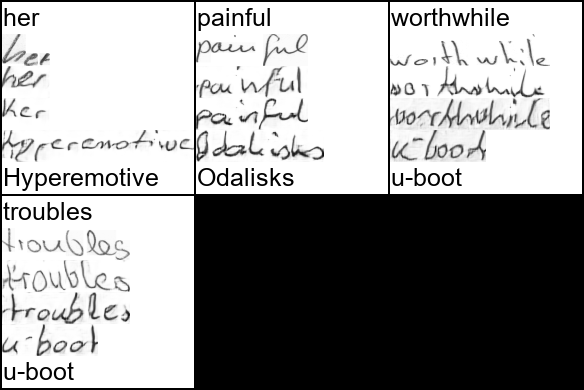 her
her
her
her
hyperemotive
Hyperemotive
painful
painful
painful
painful
Odalisks
Odalisks
worthwhile
worthwhile
worthwhile
worthwhile
u-boot
u-boot
troubles
troubles
troubles
troubles
u-boot
u-boot